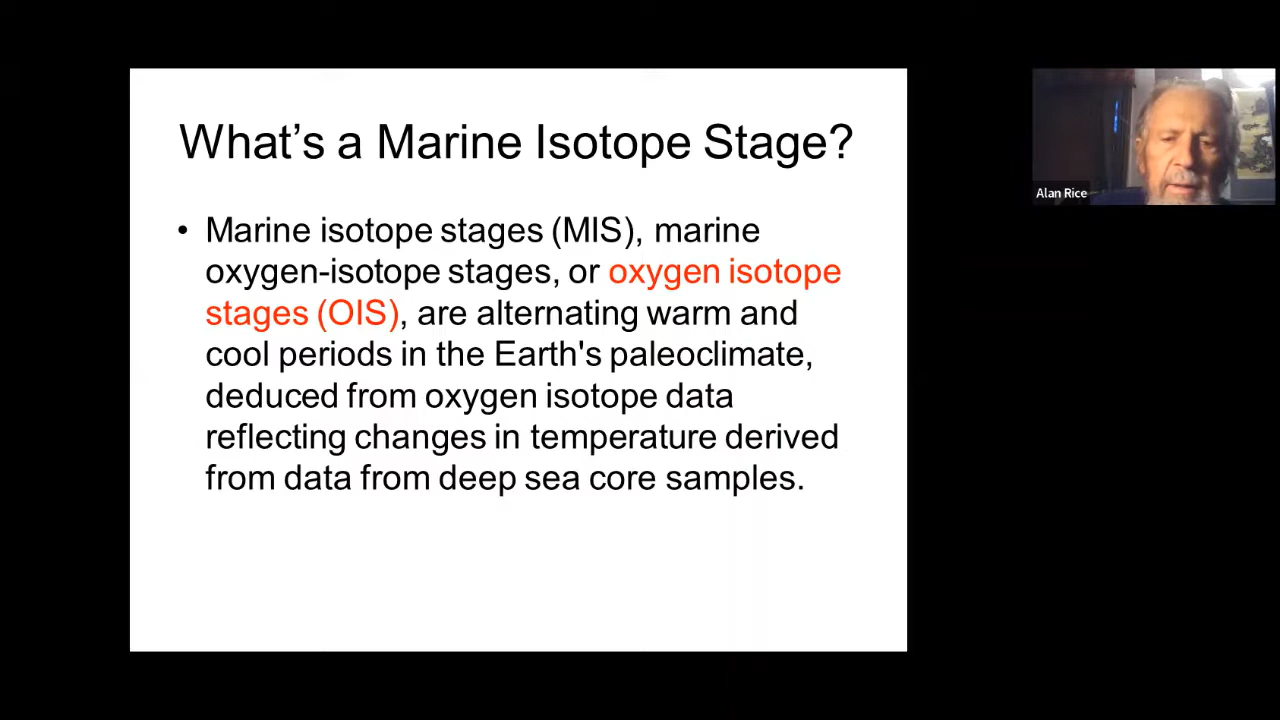 What's a Marine Isotope Stage?
• Marine isotope stages (MIS), marine
oxygen-isotope stages, or oxygen isotope
stages (OIS), are alternating warm and
cool periods in the Earth's paleoclimate,
deduced from oxygen isotope data
reflecting changes in temperature derived
from data from deep sea core samples.
Alan Rice